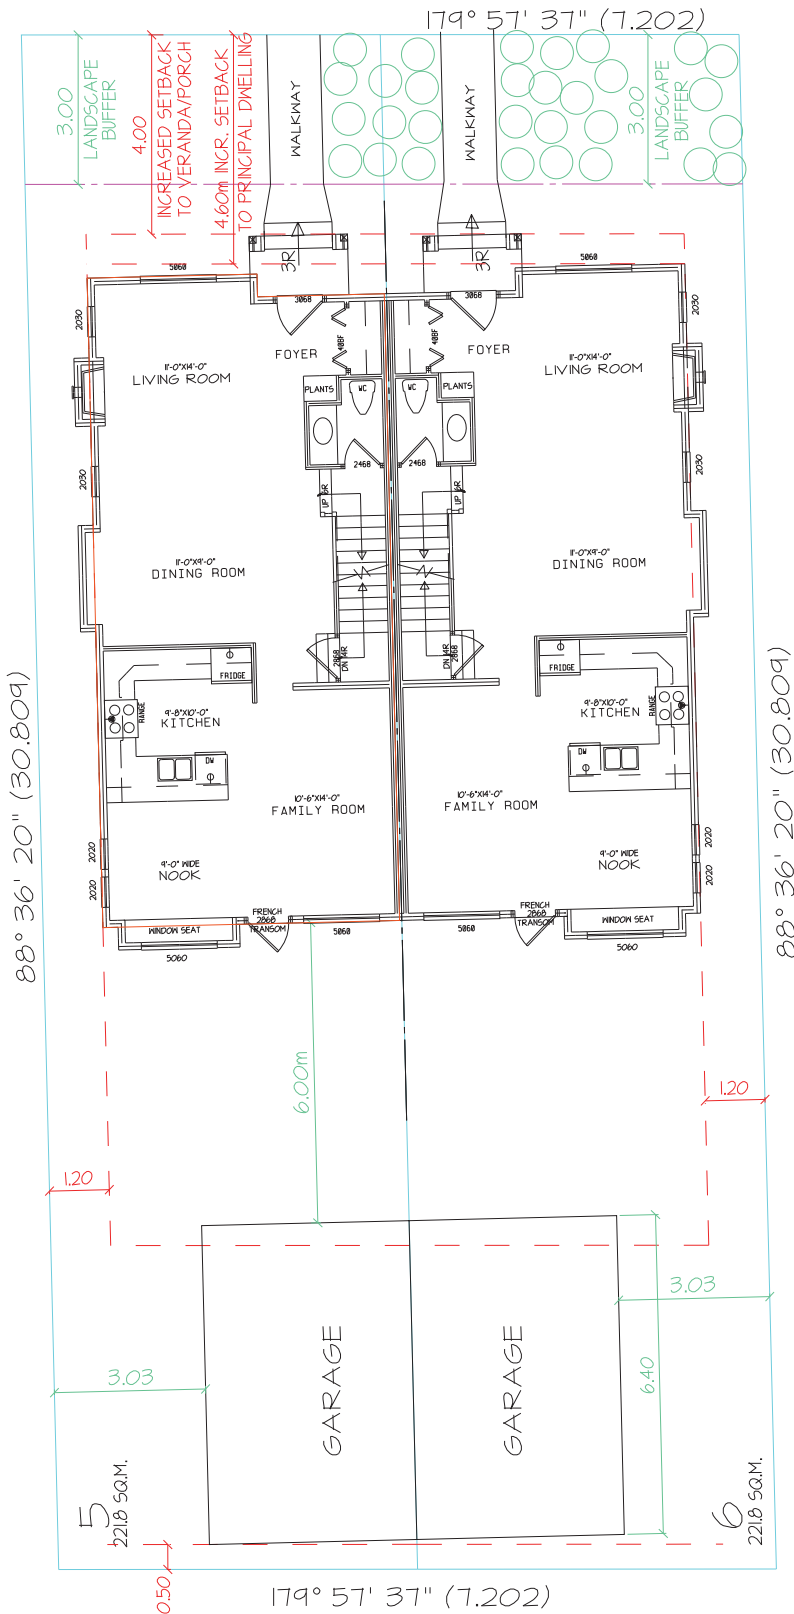 179° 57' 37" (7.202)
3.00
LANDSCAPE
BUFFER
4.00
INCREASED SETBACK
TO VERANDA/PORCH
4.60m INCR. SETBACK
TO PRINCIPAL DWELLING
WALKWAY
WALKWAY
3.00
LANDSCAPE
BUFFER
3R
3R
5060
5060
3068
3068
2030
2030
40BF
40BF
FOYER
FOYER
11'-0"X14'-0"
LIVING ROOM
11'-0"X14'-0"
LIVING ROOM
PLANTS
WC
WC
PLANTS
2468
2468
2030
2030
UP 6R
UP 6R
11'-0"X9'-0"
DINING ROOM
11'-0"X9'-0"
DINING ROOM
2868
DN 14R
DN 14R
2868
FRIDGE
FRIDGE
RANGE
RANGE
9'-8"X10'-0"
KITCHEN
9'-8"X10'-0"
KITCHEN
DW
DW
10'-6"X14'-0"
FAMILY ROOM
10'-6"X14'-0"
FAMILY ROOM
88° 36' 20" (30.809)
88° 36' 20" (30.809)
2020
2020
2020
2020
9'-0" WIDE
NOOK
9'-0" WIDE
NOOK
WINDOW SEAT
FRENCH
2868
TRANSOM
FRENCH
2868
TRANSOM
WINDOW SEAT
5060
5060
5060
5060
6.00m
1.20
1.20
3.03
3.03
GARAGE
GARAGE
6.40
5
221.8 SQ.M.
6
221.8 SQ.M.
0.50
179° 57' 37" (7.202)